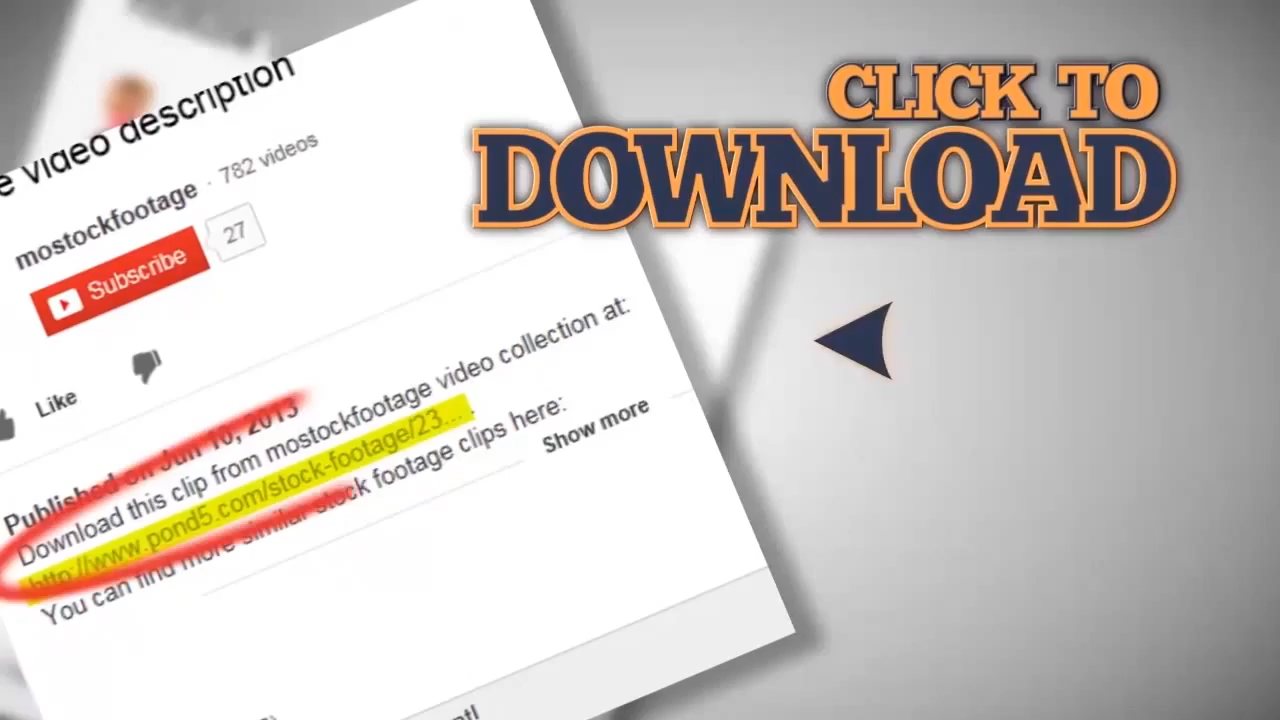 CLICK TO
DOWNLOAD
e video description
mostockfootage · 782 videos
Subscribe
27
Like
Published on Jun 10, 2013
Download this clip from mostockfootage video collection at:
http://www.pond5.com/stock-footage/23... .
You can find more similar stock footage clips here:
Show more